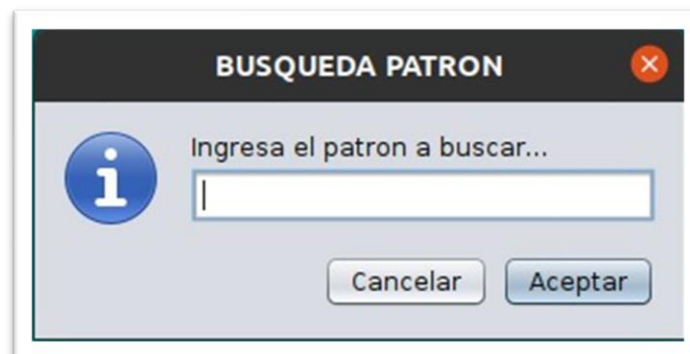 BUSQUEDA PATRON
Ingresa el patron a buscar...
Cancelar Aceptar